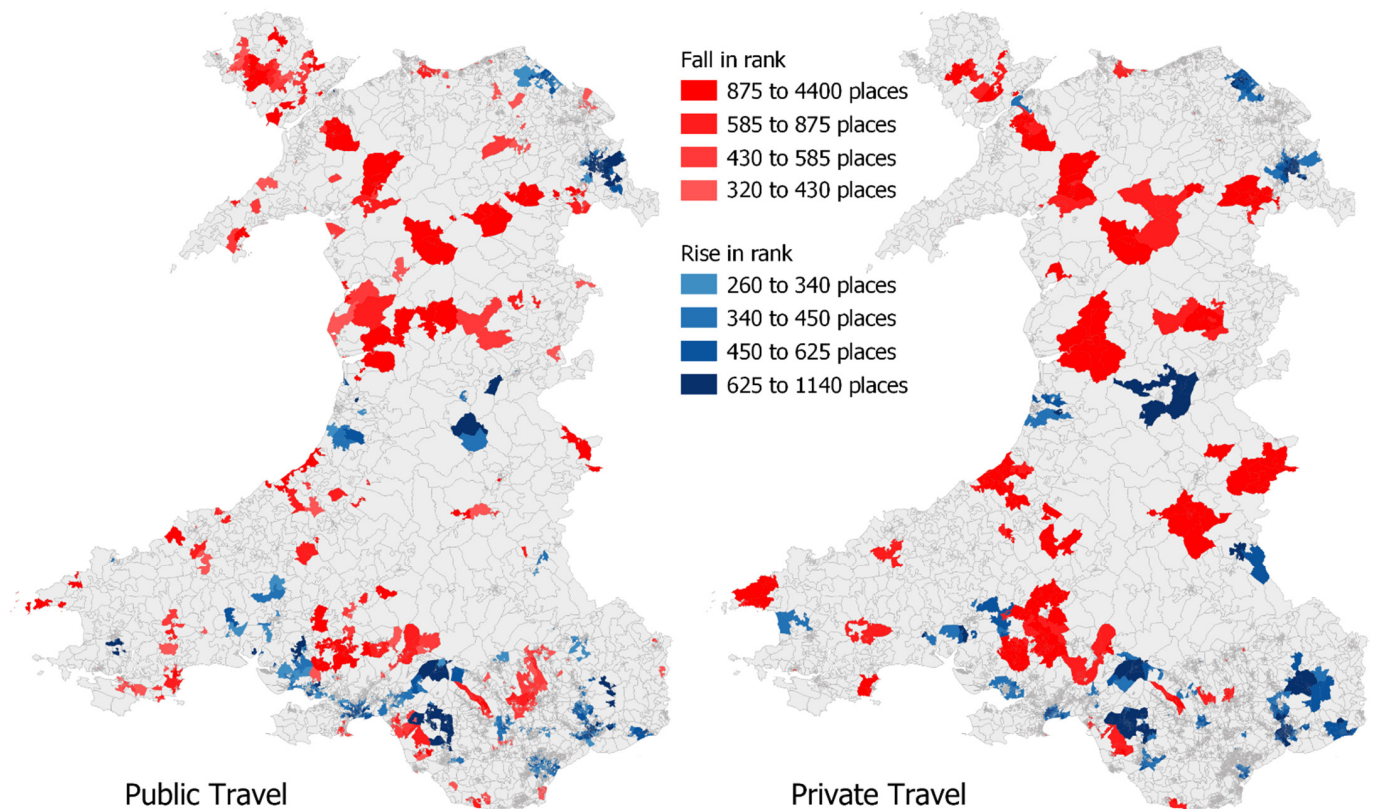 Fall in rank
875 to 4400 places
585 to 875 places
430 to 585 places
320 to 430 places
Rise in rank
260 to 340 places
340 to 450 places
450 to 625 places
625 to 1140 places
Public Travel
Private Travel